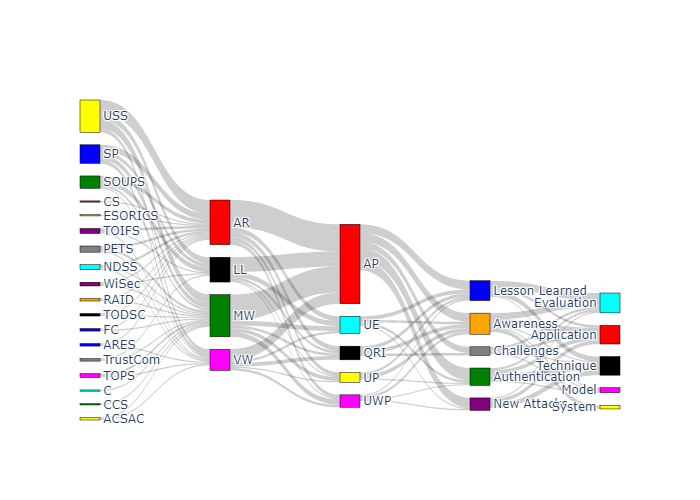 USS
SP
SOUPS
CS
ESORICS
TOIFS
PETS
NDSS
WiSec
RAID
TODSC
FC
ARES
TrustCom
TOPS
C
CCS
ACSAC
AR
LL
MW
VW
AP
UE
QRI
UP
UWP
Lesson Learned
Awareness
Challenges
Authentication
New Attacks
Evaluation
Application
Technique
Model
System